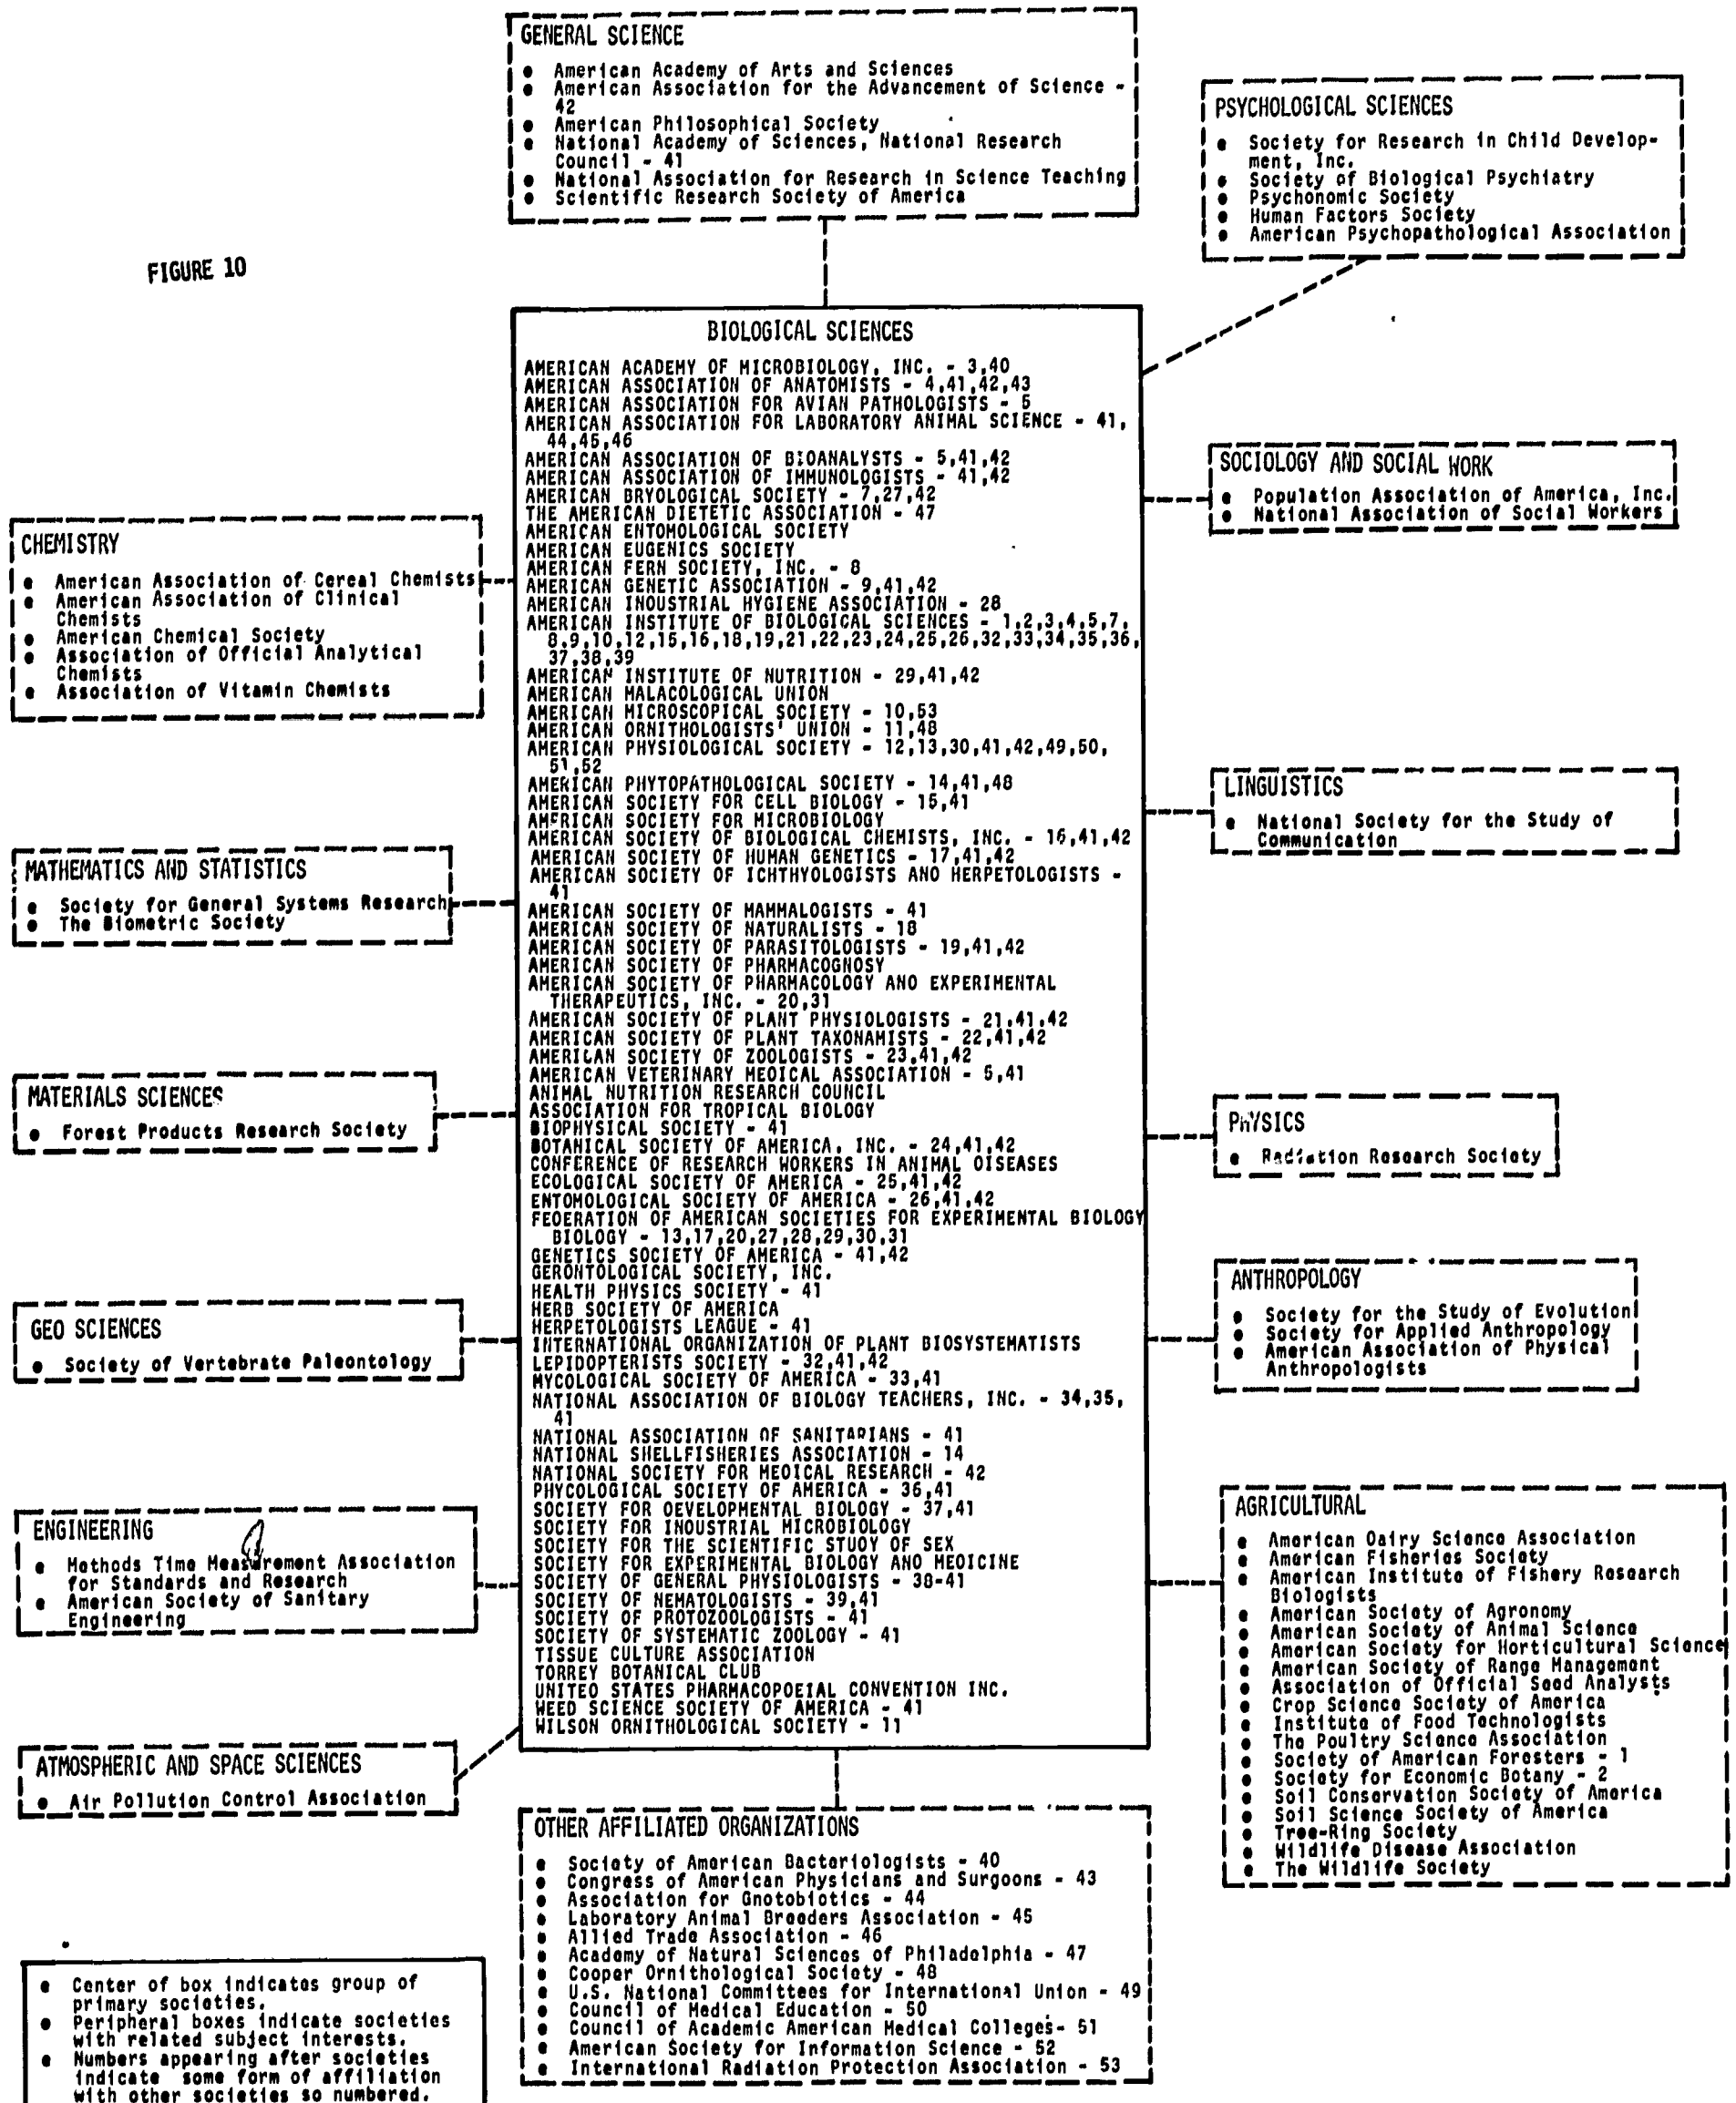 GENERAL SCIENCE
● American Academy of Arts and Sciences
● American Association for the Advancement of Science -
42
● American Philosophical Society
● National Academy of Sciences, National Research
Council - 41
● National Association for Research in Science Teaching
● Scientific Research Society of America
PSYCHOLOGICAL SCIENCES
● Society for Research in Child Develop-
ment, Inc.
● Society of Biological Psychiatry
● Psychonomic Society
● Human Factors Society
● American Psychopathological Association
FIGURE 10
BIOLOGICAL SCIENCES
AMERICAN ACADEMY OF MICROBIOLOGY, INC. - 3,40
AMERICAN ASSOCIATION OF ANATOMISTS - 4,41,42,43
AMERICAN ASSOCIATION FOR AVIAN PATHOLOGISTS - 5
AMERICAN ASSOCIATION FOR LABORATORY ANIMAL SCIENCE - 41,
44,45,46
AMERICAN ASSOCIATION OF BIOANALYSTS - 5,41,42
AMERICAN ASSOCIATION OF IMMUNOLOGISTS - 41,42
AMERICAN BRYOLOGICAL SOCIETY - 7,27,42
THE AMERICAN DIETETIC ASSOCIATION - 47
AMERICAN ENTOMOLOGICAL SOCIETY
AMERICAN EUGENICS SOCIETY
AMERICAN FERN SOCIETY, INC. - 8
AMERICAN GENETIC ASSOCIATION - 9,41,42
AMERICAN INDUSTRIAL HYGIENE ASSOCIATION - 28
AMERICAN INSTITUTE OF BIOLOGICAL SCIENCES - 1,2,3,4,5,7,
8,9,10,12,15,16,18,19,21,22,23,24,25,26,32,33,34,35,36,
37,38,39
AMERICAN INSTITUTE OF NUTRITION - 29,41,42
AMERICAN MALACOLOGICAL UNION
AMERICAN MICROSCOPICAL SOCIETY - 10,53
AMERICAN ORNITHOLOGISTS' UNION - 11,48
AMERICAN PHYSIOLOGICAL SOCIETY - 12,13,30,41,42,49,50,
51,52
AMERICAN PHYTOPATHOLOGICAL SOCIETY - 14,41,48
AMERICAN SOCIETY FOR CELL BIOLOGY - 15,41
AMERICAN SOCIETY FOR MICROBIOLOGY
AMERICAN SOCIETY OF BIOLOGICAL CHEMISTS, INC. - 16,41,42
AMERICAN SOCIETY OF HUMAN GENETICS - 17,41,42
AMERICAN SOCIETY OF ICHTHYOLOGISTS AND HERPETOLOGISTS -
41
AMERICAN SOCIETY OF MAMMALOGISTS - 41
AMERICAN SOCIETY OF NATURALISTS - 18
AMERICAN SOCIETY OF PARASITOLOGISTS - 19,41,42
AMERICAN SOCIETY OF PHARMACOGNOSY
AMERICAN SOCIETY OF PHARMACOLOGY AND EXPERIMENTAL
THERAPEUTICS, INC. - 20,31
AMERICAN SOCIETY OF PLANT PHYSIOLOGISTS - 21,41,42
AMERICAN SOCIETY OF PLANT TAXONAMISTS - 22,41,42
AMERICAN SOCIETY OF ZOOLOGISTS - 23,41,42
AMERICAN VETERINARY MEDICAL ASSOCIATION - 5,41
ANIMAL NUTRITION RESEARCH COUNCIL
ASSOCIATION FOR TROPICAL BIOLOGY
BIOPHYSICAL SOCIETY - 41
BOTANICAL SOCIETY OF AMERICA, INC. - 24,41,42
CONFERENCE OF RESEARCH WORKERS IN ANIMAL DISEASES
ECOLOGICAL SOCIETY OF AMERICA - 25,41,42
ENTOMOLOGICAL SOCIETY OF AMERICA - 26,41,42
FEDERATION OF AMERICAN SOCIETIES FOR EXPERIMENTAL BIOLOGY
BIOLOGY - 13,17,20,27,28,29,30,31
GENETICS SOCIETY OF AMERICA - 41,42
GERONTOLOGICAL SOCIETY, INC.
HEALTH PHYSICS SOCIETY - 41
HERB SOCIETY OF AMERICA
HERPETOLOGISTS LEAGUE - 41
INTERNATIONAL ORGANIZATION OF PLANT BIOSYSTEMATISTS
LEPIDOPTERISTS SOCIETY - 32,41,42
MYCOLOGICAL SOCIETY OF AMERICA - 33,41
NATIONAL ASSOCIATION OF BIOLOGY TEACHERS, INC. - 34,35,
41
NATIONAL ASSOCIATION OF SANITARIANS - 41
NATIONAL SHELLFISHERIES ASSOCIATION - 14
NATIONAL SOCIETY FOR MEDICAL RESEARCH - 42
PHYCOLOGICAL SOCIETY OF AMERICA - 36,41
SOCIETY FOR DEVELOPMENTAL BIOLOGY - 37,41
SOCIETY FOR INDUSTRIAL MICROBIOLOGY
SOCIETY FOR THE SCIENTIFIC STUDY OF SEX
SOCIETY FOR EXPERIMENTAL BIOLOGY AND MEDICINE
SOCIETY OF GENERAL PHYSIOLOGISTS - 38-41
SOCIETY OF NEMATOLOGISTS - 39,41
SOCIETY OF PROTOZOOLOGISTS - 41
SOCIETY OF SYSTEMATIC ZOOLOGY - 41
TISSUE CULTURE ASSOCIATION
TORREY BOTANICAL CLUB
UNITED STATES PHARMACOPOEIAL CONVENTION INC.
WEED SCIENCE SOCIETY OF AMERICA - 41
WILSON ORNITHOLOGICAL SOCIETY - 11
CHEMISTRY
● American Association of Cereal Chemists
● American Association of Clinical
Chemists
● American Chemical Society
● Association of Official Analytical
Chemists
● Association of Vitamin Chemists
MATHEMATICS AND STATISTICS
● Society for General Systems Research
● The Biometric Society
MATERIALS SCIENCES
● Forest Products Research Society
GEO SCIENCES
● Society of Vertebrate Paleontology
ENGINEERING
● Methods Time Measurement Association
for Standards and Research
● American Society of Sanitary
Engineering
ATMOSPHERIC AND SPACE SCIENCES
● Air Pollution Control Association
SOCIOLOGY AND SOCIAL WORK
● Population Association of America, Inc.
● National Association of Social Workers
LINGUISTICS
● National Society for the Study of
Communication
PHYSICS
● Radiation Research Society
ANTHROPOLOGY
● Society for the Study of Evolution
● Society for Applied Anthropology
● American Association of Physical
Anthropologists
AGRICULTURAL
● American Dairy Science Association
● American Fisheries Society
● American Institute of Fishery Research
Biologists
● American Society of Agronomy
● American Society of Animal Science
● American Society for Horticultural Science
● American Society of Range Management
● Association of Official Seed Analysts
● Crop Science Society of America
● Institute of Food Technologists
● The Poultry Science Association
● Society of American Foresters - 1
● Society for Economic Botany - 2
● Soil Conservation Society of America
● Soil Science Society of America
● Tree-Ring Society
● Wildlife Disease Association
● The Wildlife Society
OTHER AFFILIATED ORGANIZATIONS
● Society of American Bacteriologists - 40
● Congress of American Physicians and Surgeons - 43
● Association for Gnotobiotics - 44
● Laboratory Animal Breeders Association - 45
● Allied Trade Association - 46
● Academy of Natural Sciences of Philadelphia - 47
● Cooper Ornithological Society - 48
● U.S. National Committees for International Union - 49
● Council of Medical Education - 50
● Council of Academic American Medical Colleges- 51
● American Society for Information Science - 52
● International Radiation Protection Association - 53
● Center of box indicates group of
primary societies.
● Peripheral boxes indicate societies
with related subject interests.
● Numbers appearing after societies
indicate some form of affiliation
with other societies so numbered.